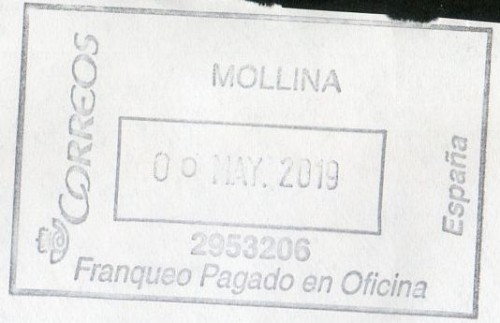 CORREOS
MOLLINA
MAY. 2019
España
2953206
Franqueo Pagado en Oficina